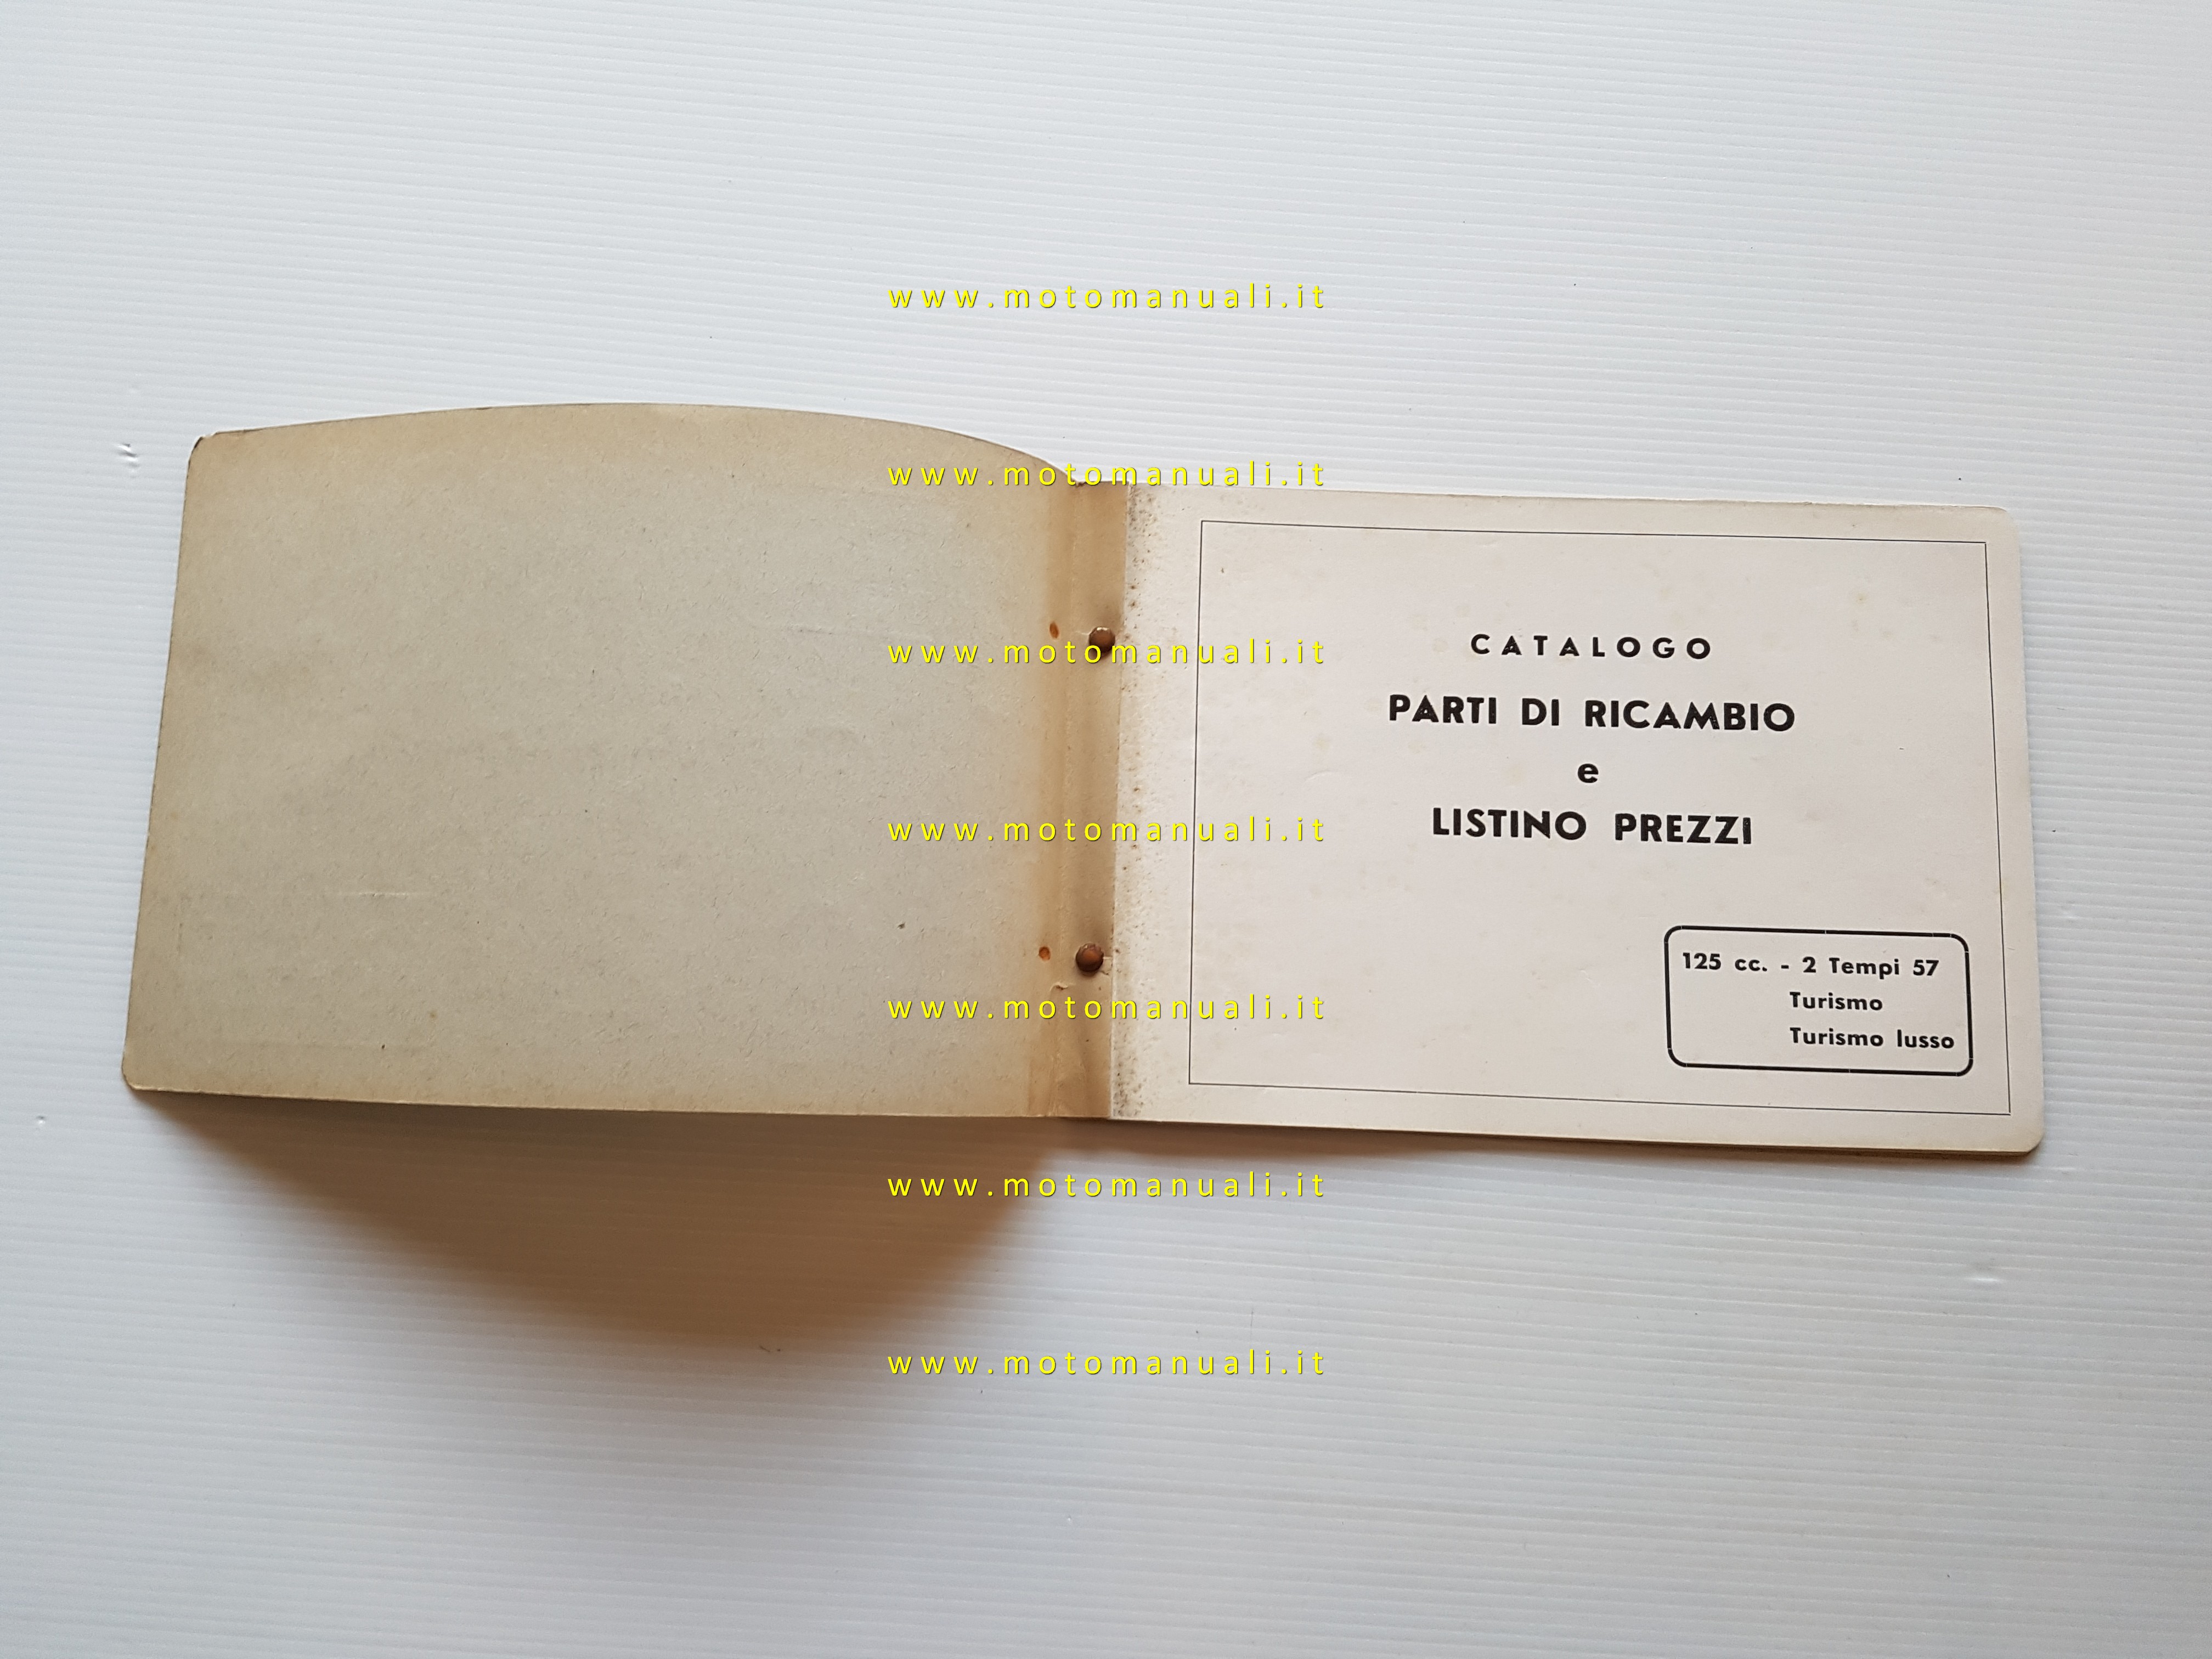 www.motomanuali.it
www.motomanuali.it
www.motomanuali.it
www.motomanuali.it
www.motomanuali.it
www.motomanuali.it
www.motomanuali.it
CATALOGO
PARTI DI RICAMBIO
e
LISTINO PREZZI
125 cc. - 2 Tempi 57
Turismo
Turismo lusso